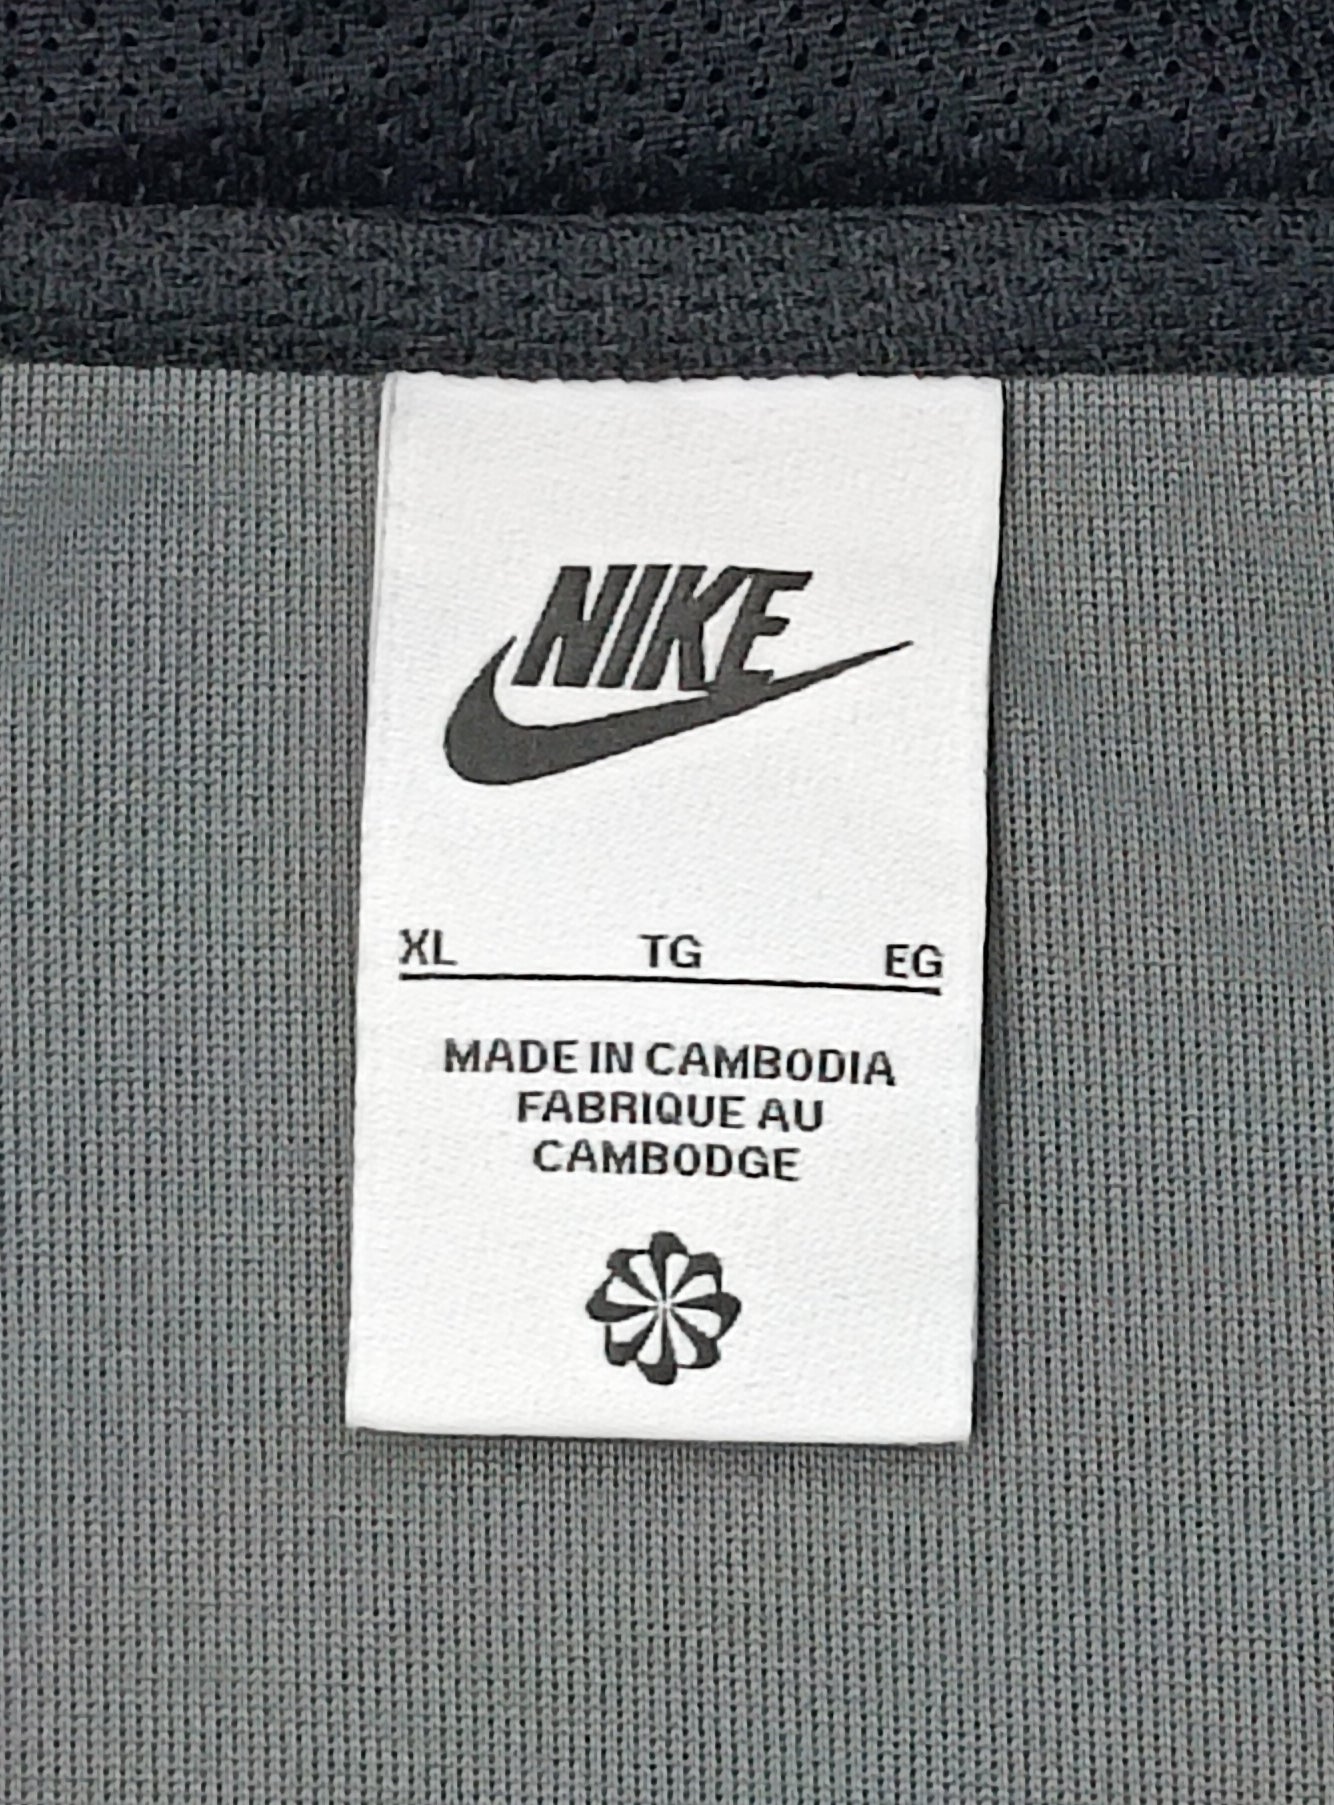 NIKE
XL TG EG
MADE IN CAMBODIA
FABRIQUE AU
CAMBODGE